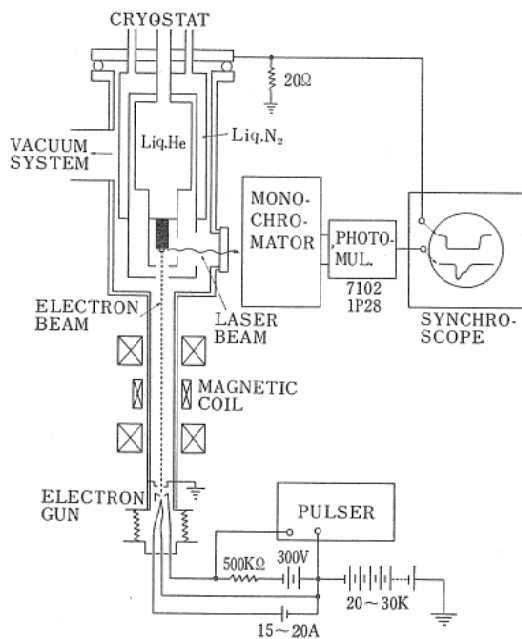 CRYOSTAT
20Ω
Liq.He
Liq.N₂
VACUUM
SYSTEM
MONO-
CHRO-
MATOR
PHOTO-
MUL.
7102
1P28
SYNCHRO-
SCOPE
ELECTRON
BEAM
LASER
BEAM
MAGNETIC
COIL
ELECTRON
GUN
PULSER
500KΩ
300V
20~30K
15~20A